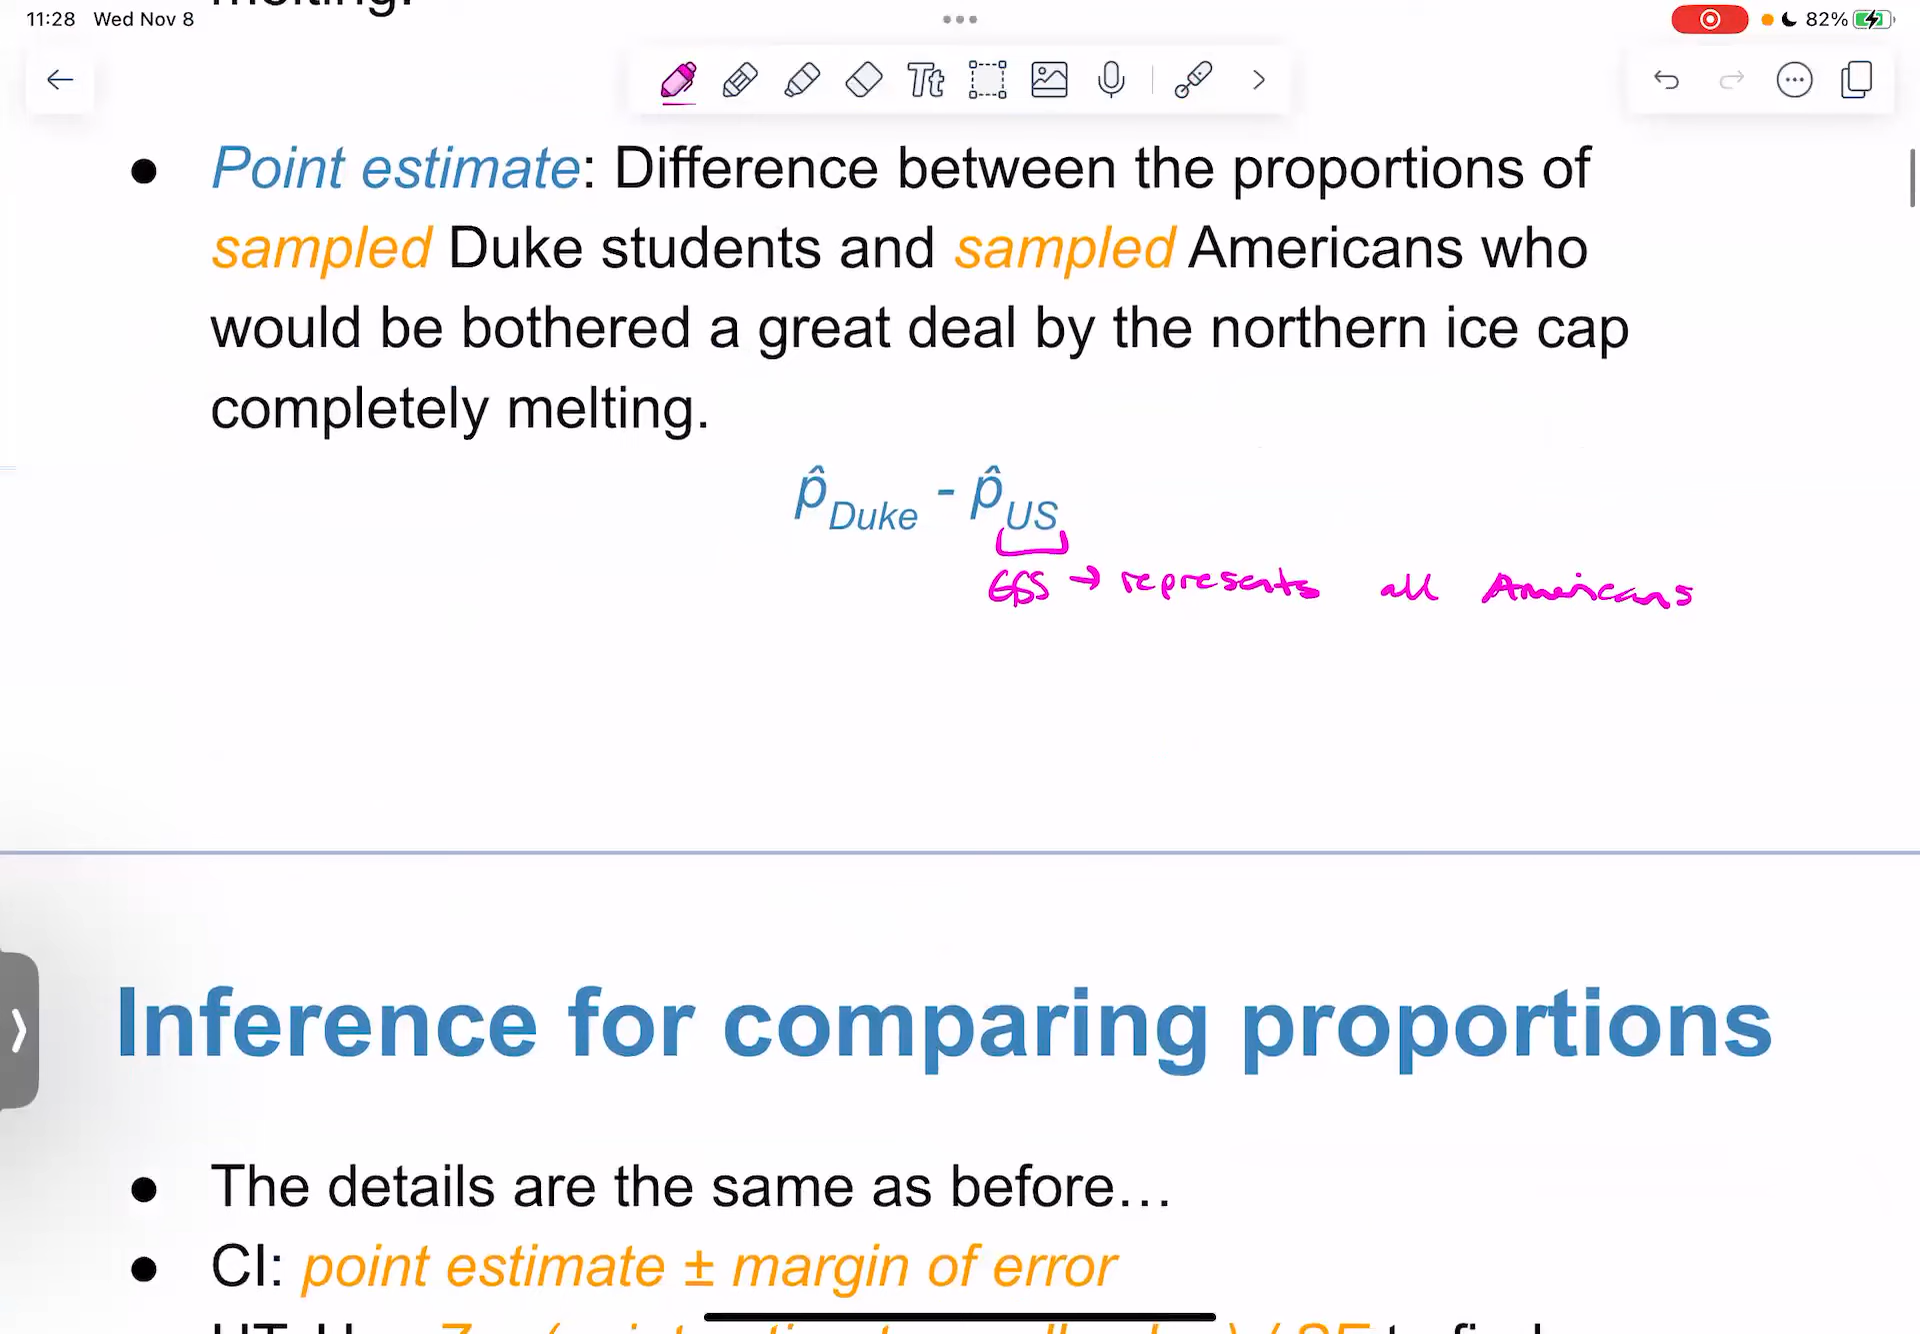 melting.
11:28 Wed Nov 8
82%
Tt
● Point estimate: Difference between the proportions of
sampled Duke students and sampled Americans who
would be bothered a great deal by the northern ice cap
completely melting.
p̂Duke - p̂US
GSS → represents all Americans
Inference for comparing proportions
● The details are the same as before…
● CI: point estimate ± margin of error